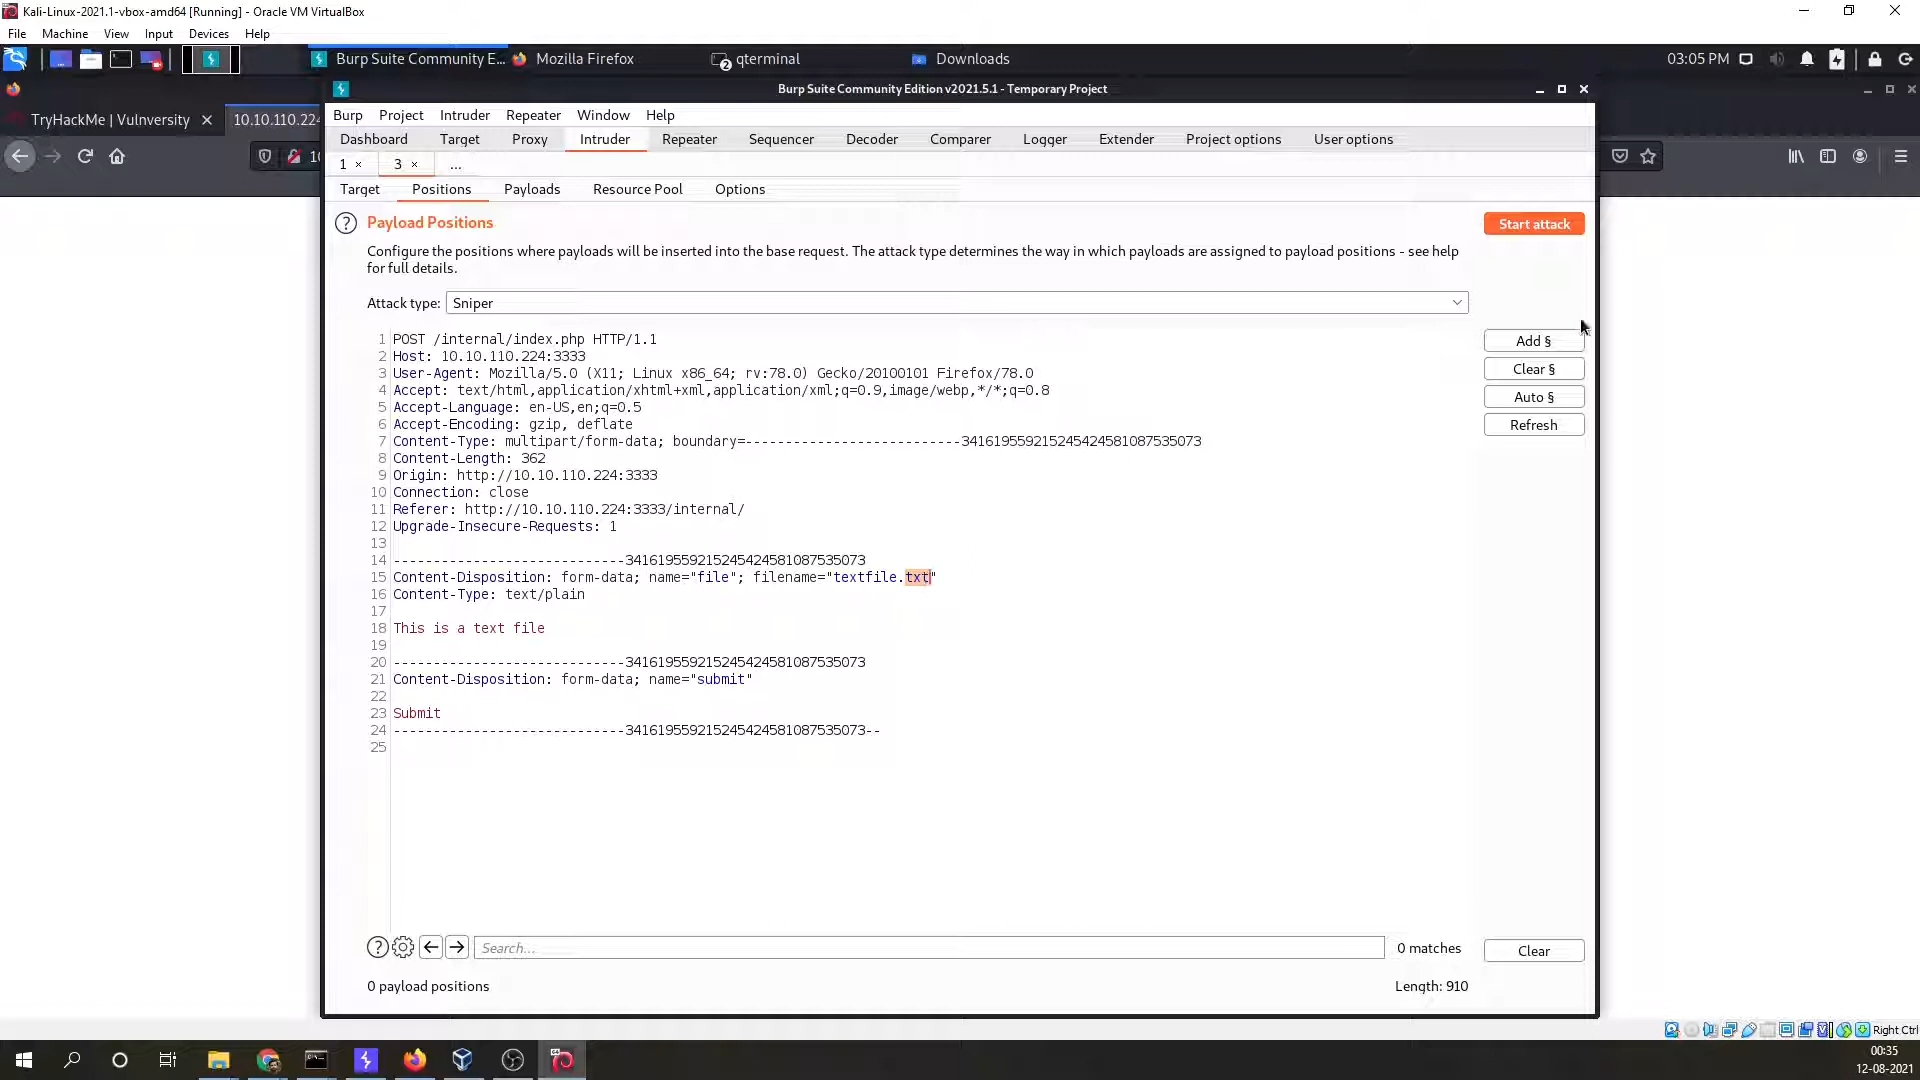 Kali-Linux-2021.1-vbox-amd64 [Running] - Oracle VM VirtualBox
File Machine View Input Devices Help
Burp Suite Community E... Mozilla Firefox 2 qterminal Downloads 03:05 PM
Burp Suite Community Edition v2021.5.1 - Temporary Project
Burp Project Intruder Repeater Window Help
TryHackMe | Vulnversity × 10.10.110.224
Dashboard Target Proxy Intruder Repeater Sequencer Decoder Comparer Logger Extender Project options User options
1 × 3 × ...
Target Positions Payloads Resource Pool Options
? Payload Positions
Start attack
Configure the positions where payloads will be inserted into the base request. The attack type determines the way in which payloads are assigned to payload positions - see help
for full details.
Attack type: Sniper
Add §
Clear §
Auto §
Refresh
1 POST /internal/index.php HTTP/1.1
2 Host: 10.10.110.224:3333
3 User-Agent: Mozilla/5.0 (X11; Linux x86_64; rv:78.0) Gecko/20100101 Firefox/78.0
4 Accept: text/html,application/xhtml+xml,application/xml;q=0.9,image/webp,*/*;q=0.8
5 Accept-Language: en-US,en;q=0.5
6 Accept-Encoding: gzip, deflate
7 Content-Type: multipart/form-data; boundary=---------------------------341619559215245424581087535073
8 Content-Length: 362
9 Origin: http://10.10.110.224:3333
10 Connection: close
11 Referer: http://10.10.110.224:3333/internal/
12 Upgrade-Insecure-Requests: 1
13
14 -----------------------------341619559215245424581087535073
15 Content-Disposition: form-data; name="file"; filename="textfile.txt"
16 Content-Type: text/plain
17
18 This is a text file
19
20 -----------------------------341619559215245424581087535073
21 Content-Disposition: form-data; name="submit"
22
23 Submit
24 -----------------------------341619559215245424581087535073--
25
? Search... 0 matches Clear
0 payload positions Length: 910
Right Ctrl
00:35
12-08-2021